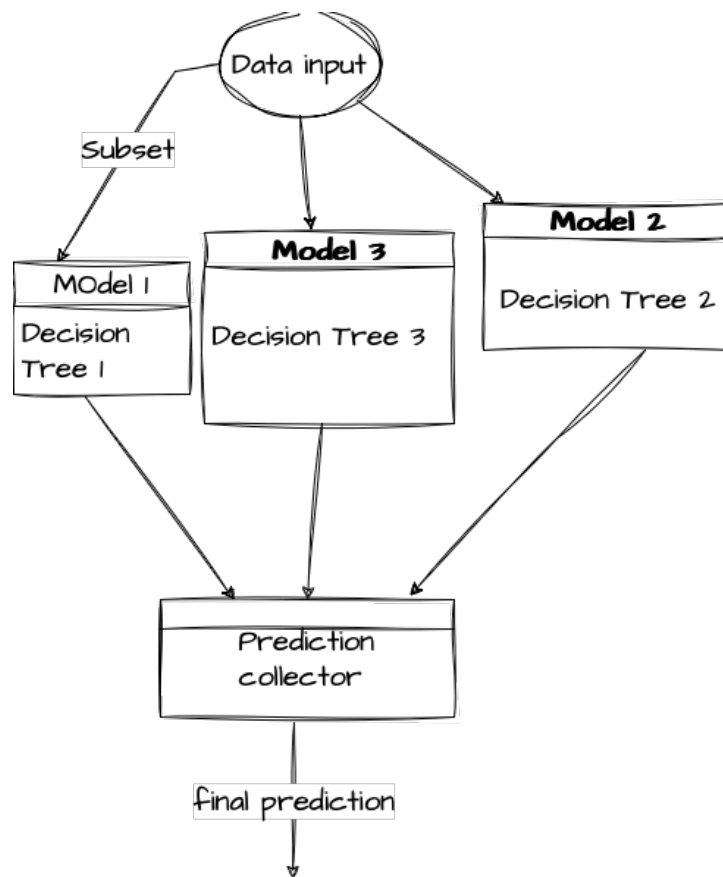 Data input
Subset
Model 2
Model 3
MOdel 1
Decision Tree 2
Decision
Tree 1
Decision Tree 3
Prediction
collector
final prediction